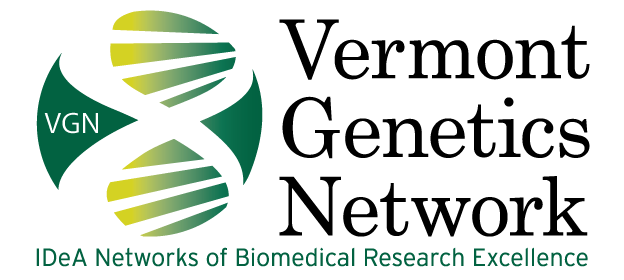 VGN
Vermont
Genetics
Network
IDeA Networks of Biomedical Research Excellence